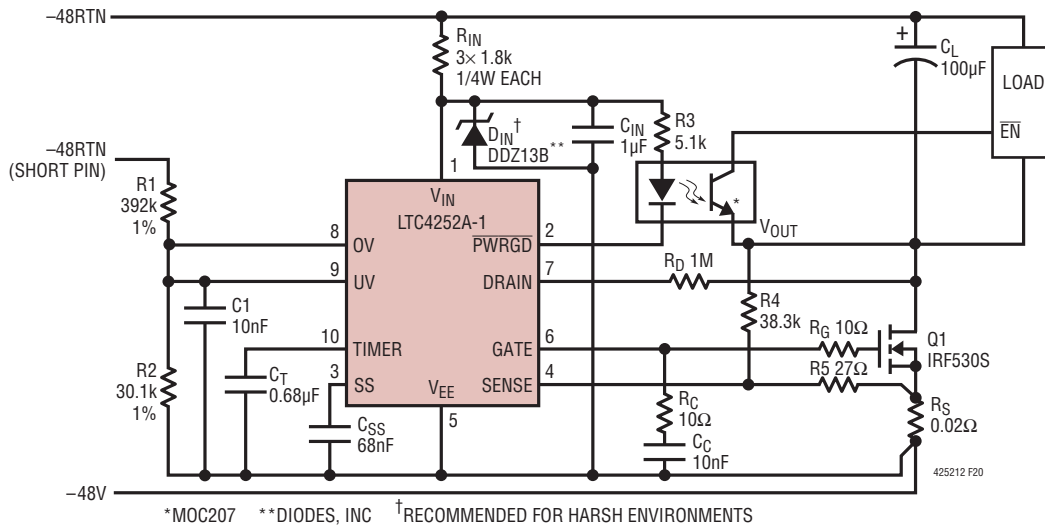 –48RTN
RIN
3× 1.8k
1/4W EACH
+
CL
100µF
LOAD
EN
DIN†
DDZ13B**
CIN
1µF
R3
5.1k
–48RTN
(SHORT PIN)
R1
392k
1%
1
VIN
LTC4252A-1
*
VOUT
8
OV
PWRGD
2
9
UV
DRAIN
7
RD 1M
C1
10nF
R4
38.3k
10
TIMER
GATE
6
RG 10Ω
Q1
IRF530S
R2
30.1k
1%
CT
0.68µF
3
SS
VEE
SENSE
4
R5 27Ω
5
RC
10Ω
RS
0.02Ω
CSS
68nF
CC
10nF
425212 F20
–48V
*MOC207 **DIODES, INC †RECOMMENDED FOR HARSH ENVIRONMENTS